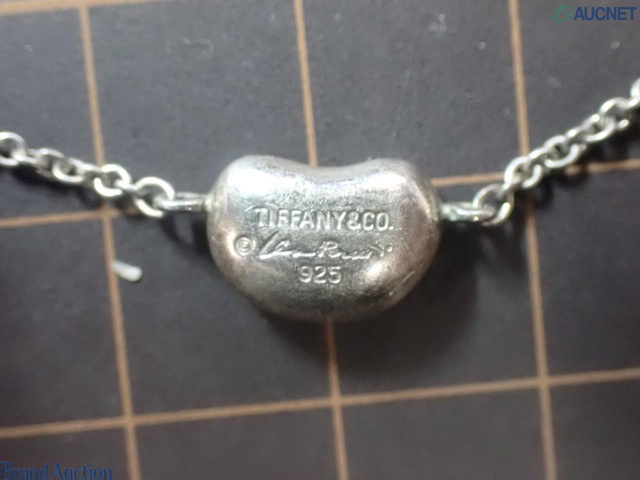 AUCNET
TIFFANY&CO.
©
925
Brand Auction